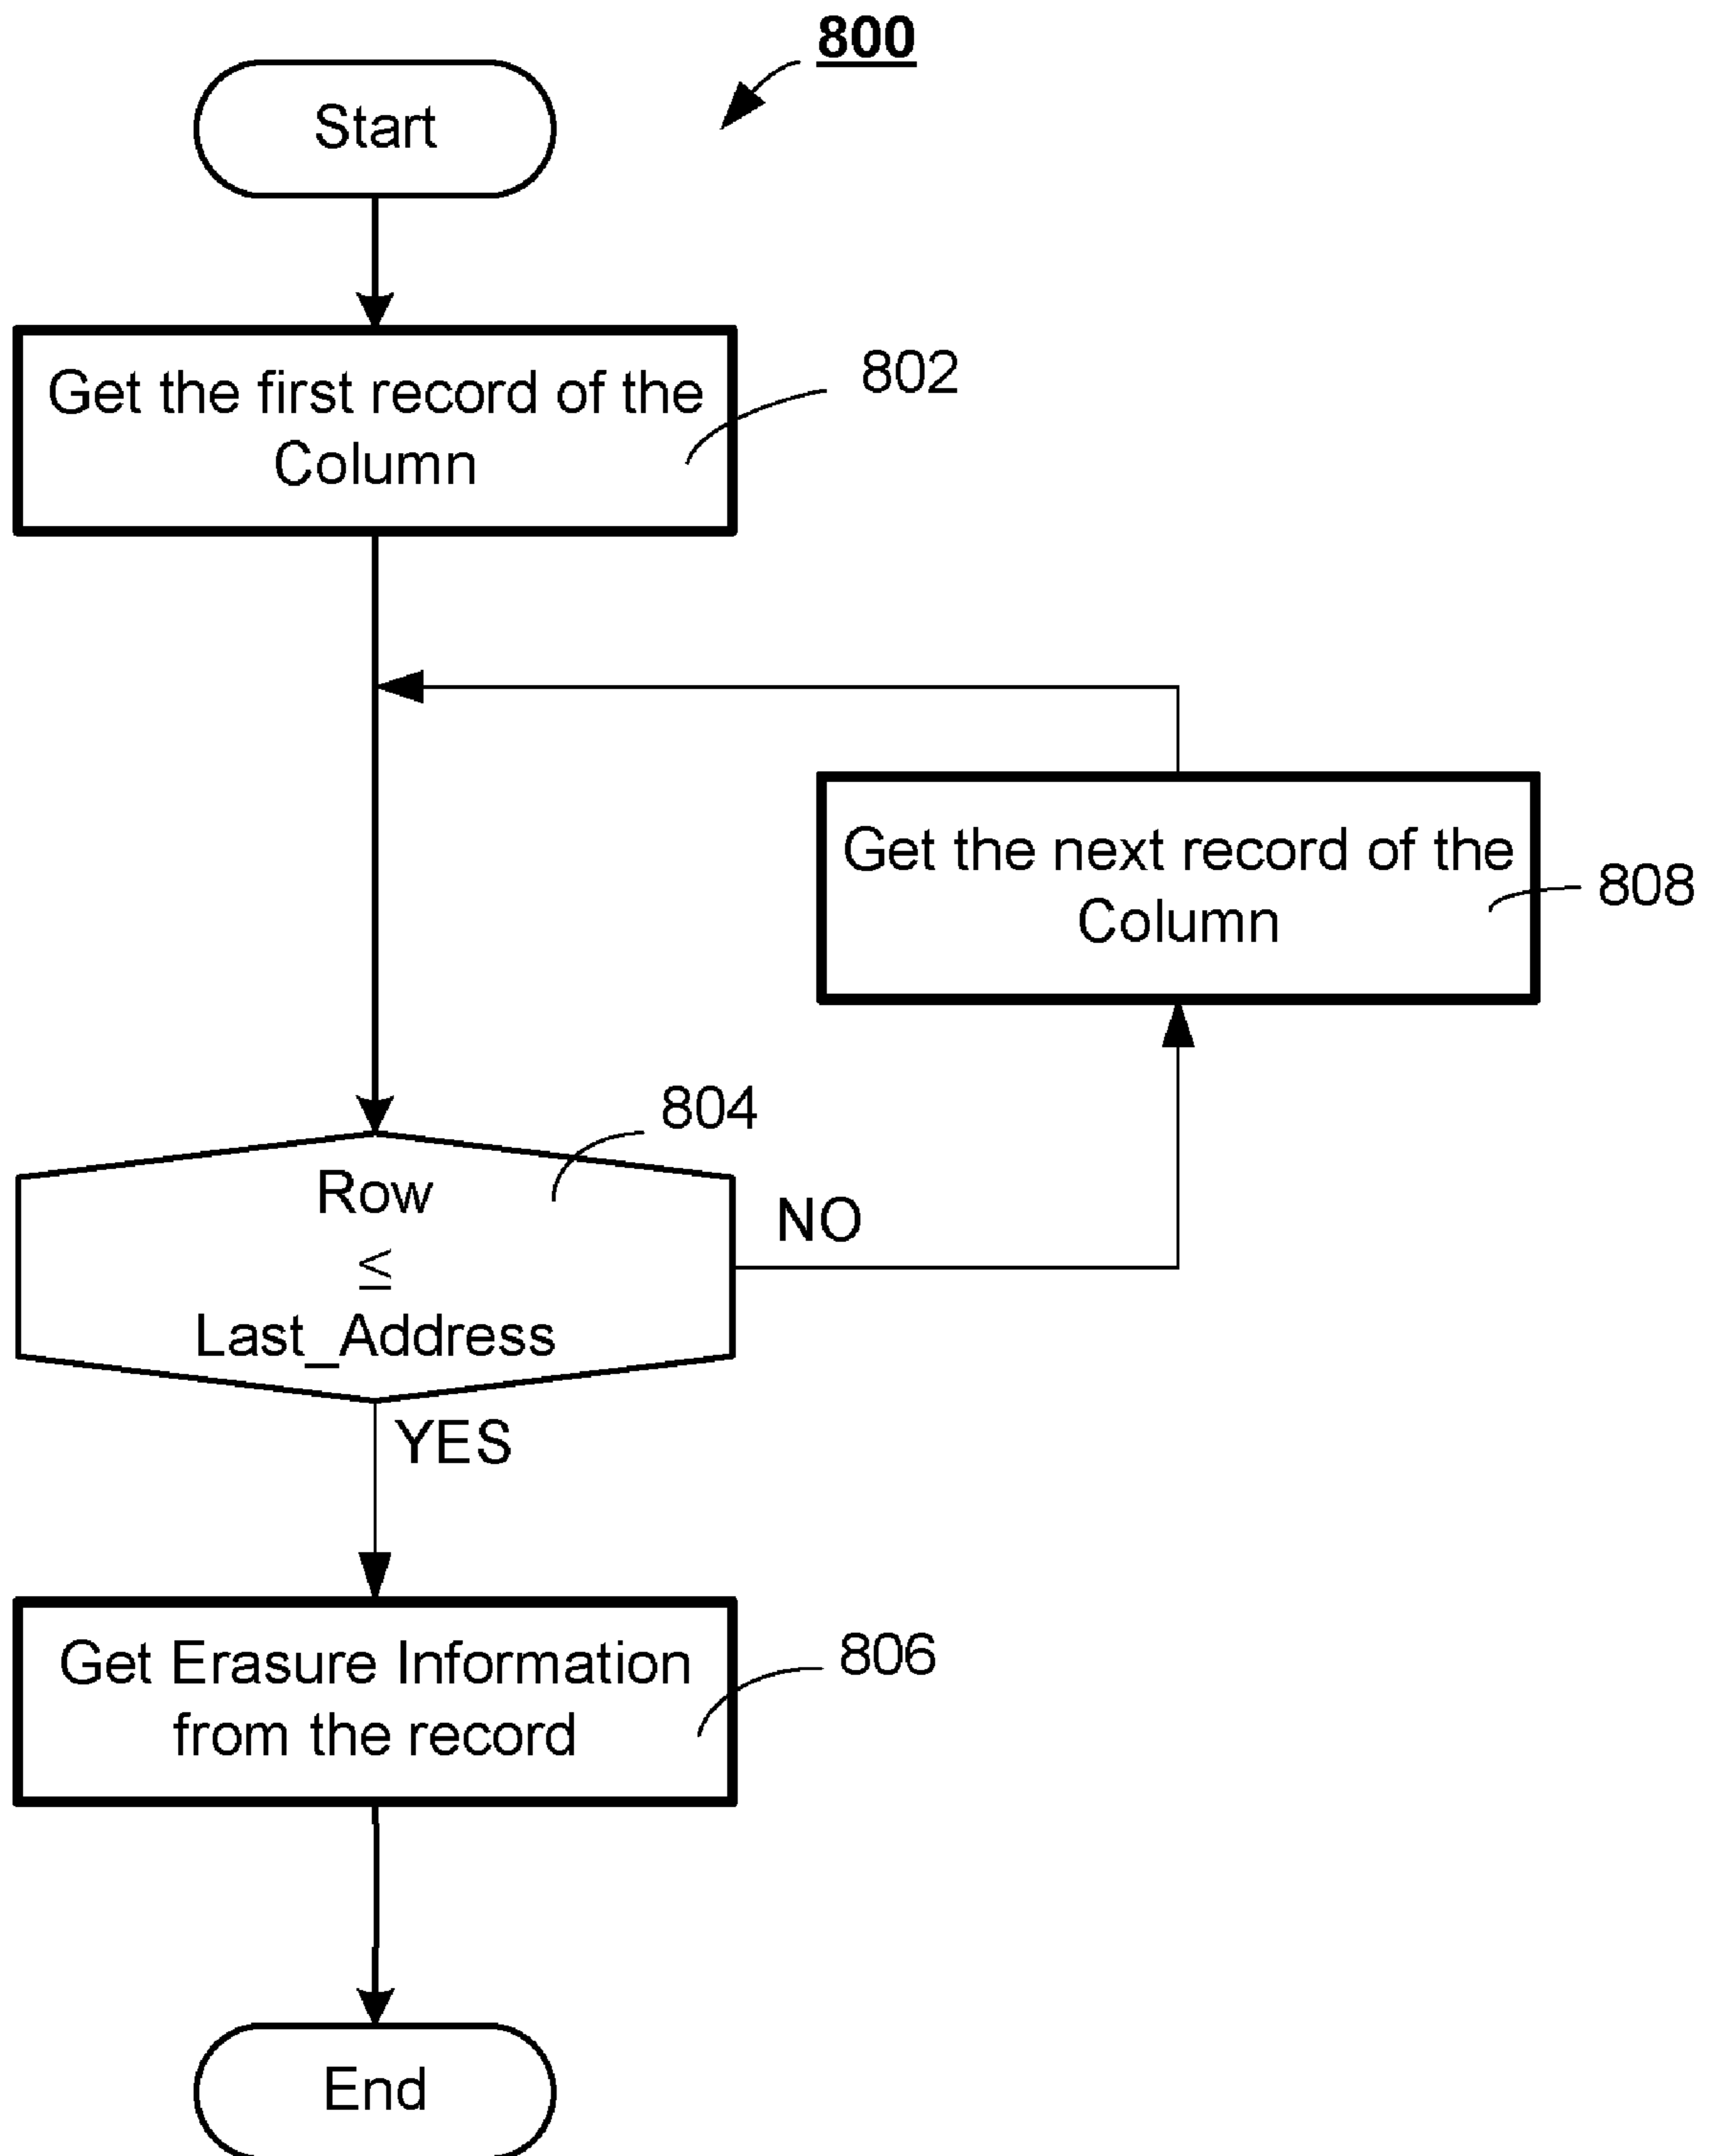 800
Start
Get the first record of the
Column
802
Get the next record of the
Column
808
804
Row
≤
Last_Address
NO
YES
Get Erasure Information
from the record
806
End